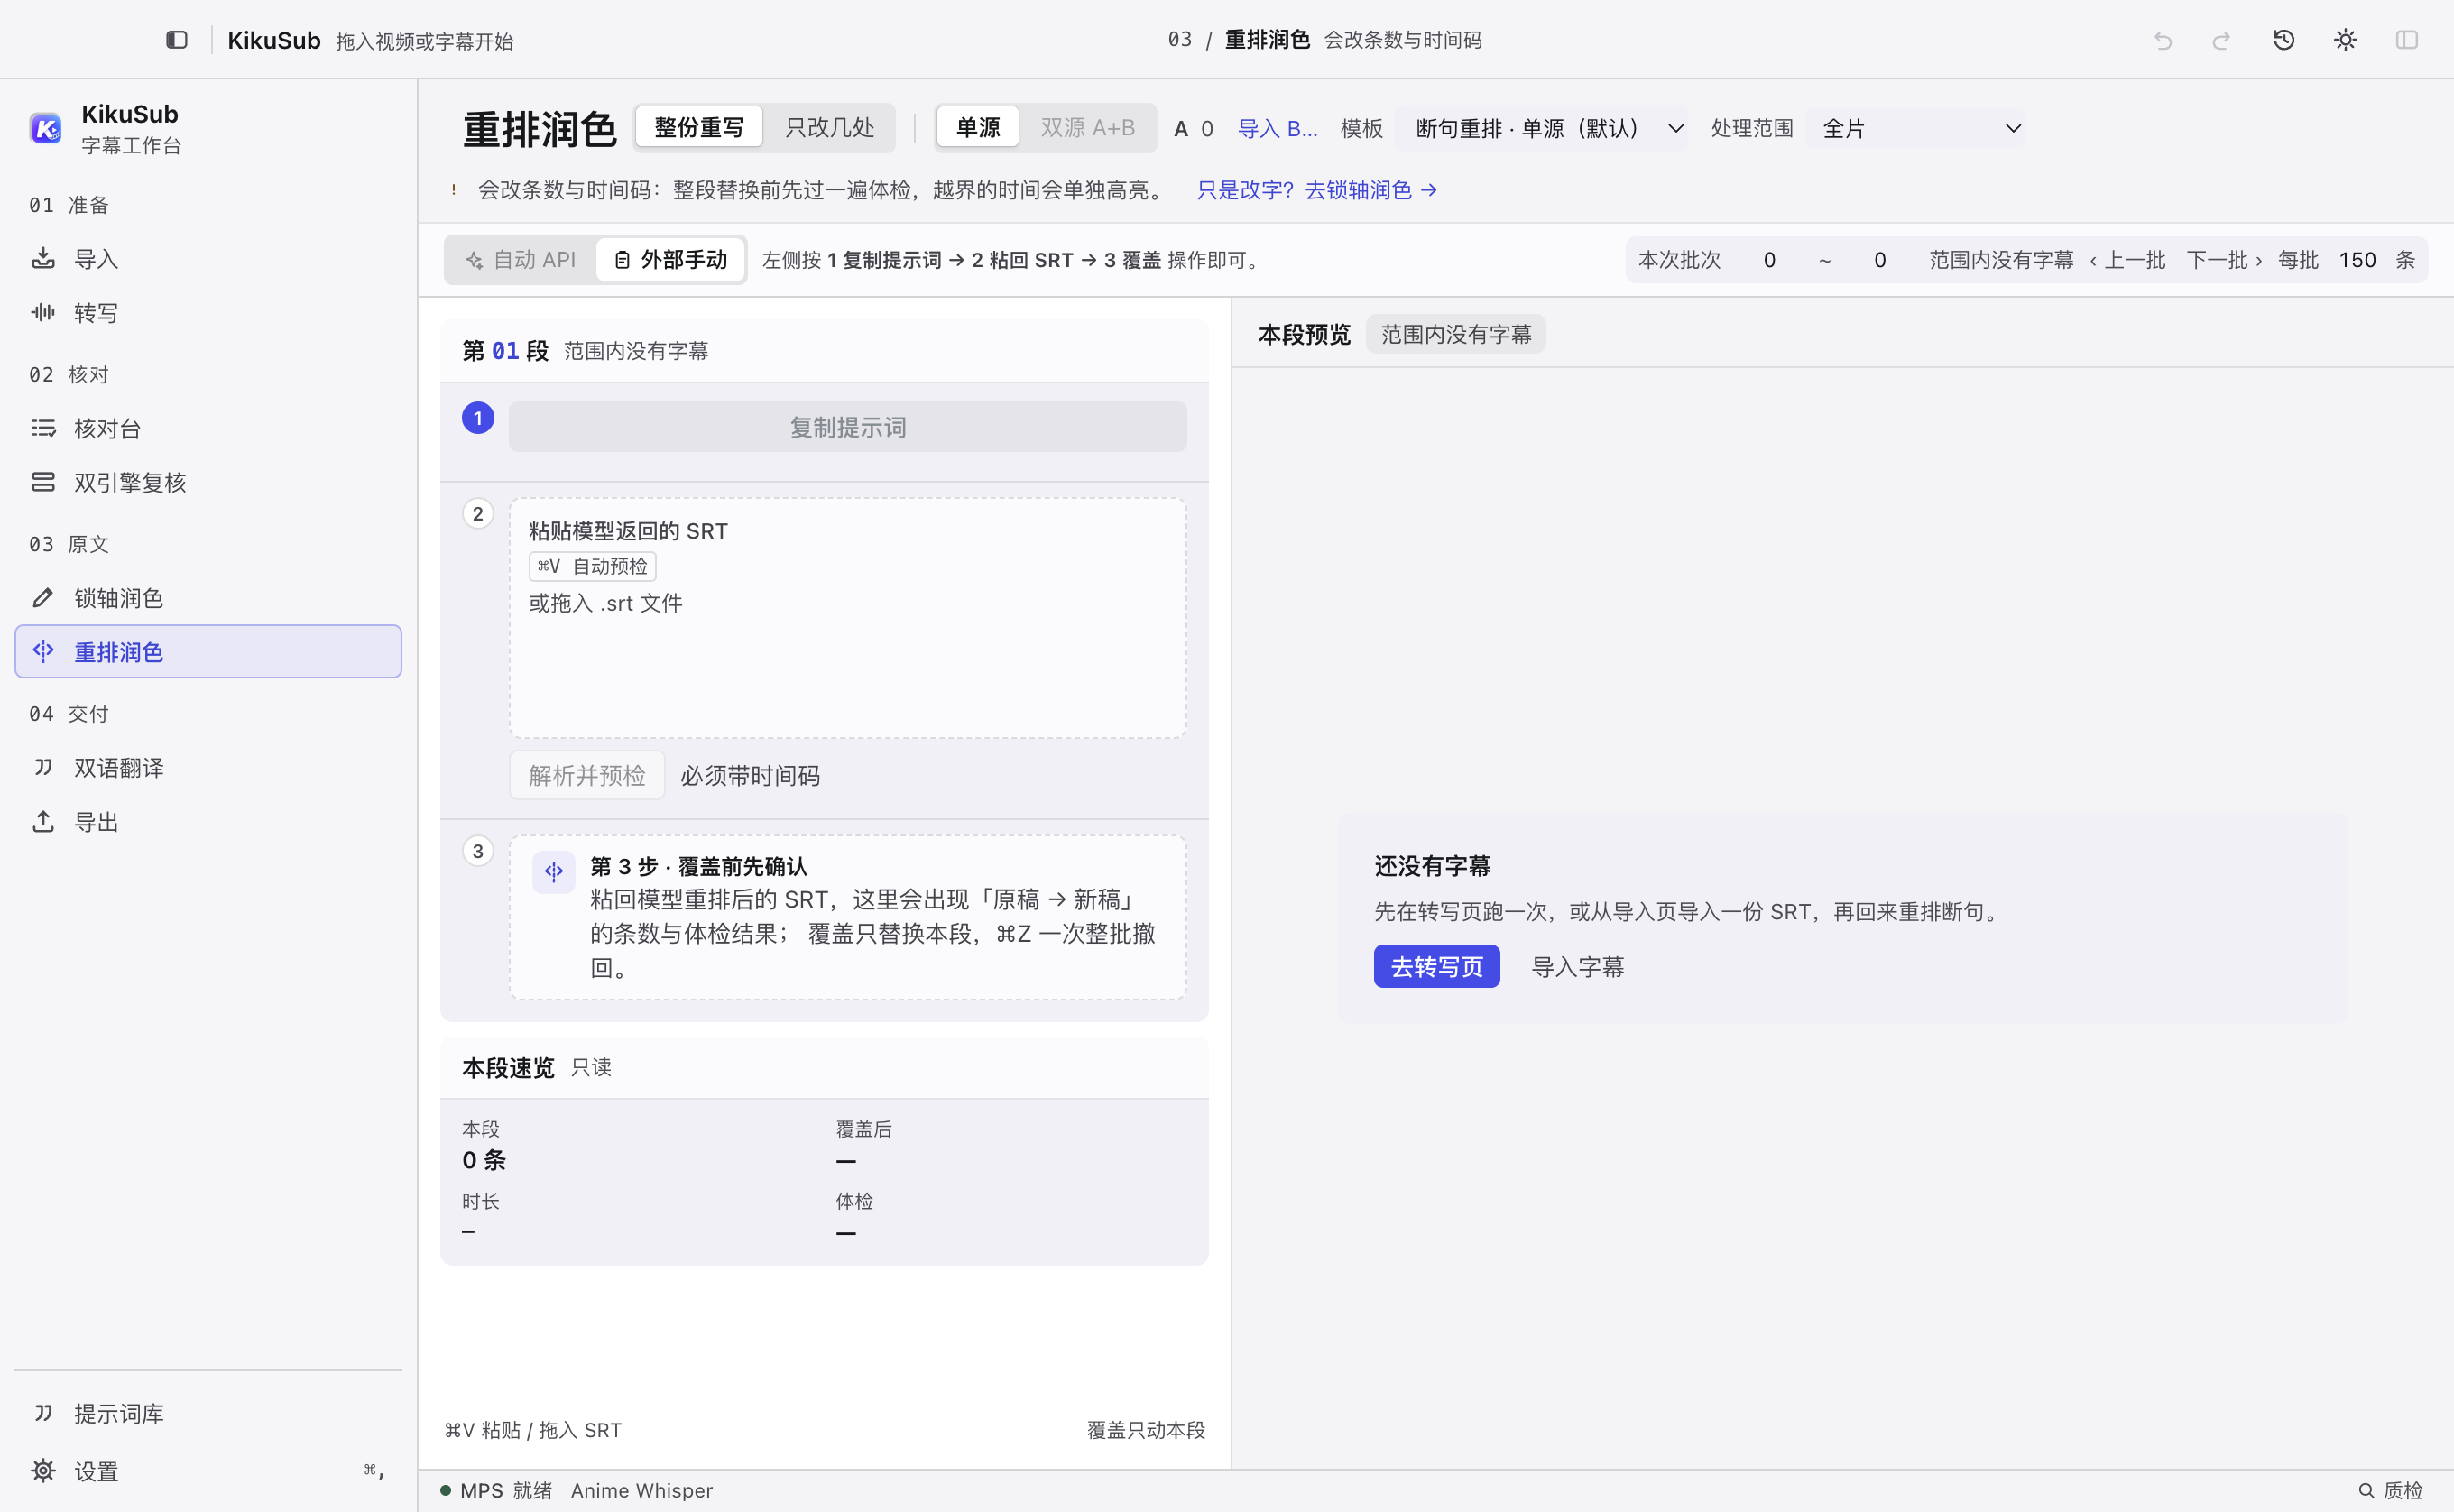 KikuSub 拖入视频或字幕开始
03 / 重排润色 会改条数与时间码
KikuSub
字幕工作台
01 准备
导入
转写
02 核对
核对台
双引擎复核
03 原文
锁轴润色
重排润色
04 交付
双语翻译
导出
提示词库
设置 ⌘,
重排润色 整份重写 只改几处 单源 双源 A+B A 0 导入 B... 模板 断句重排 · 单源（默认） 处理范围 全片
! 会改条数与时间码：整段替换前先过一遍体检，越界的时间会单独高亮。 只是改字？去锁轴润色 →
自动 API 外部手动 左侧按 1 复制提示词 → 2 粘回 SRT → 3 覆盖 操作即可。
本次批次 0 ~ 0 范围内没有字幕 ‹ 上一批 下一批 › 每批 150 条
第 01 段 范围内没有字幕
1 复制提示词
2 粘贴模型返回的 SRT
⌘V 自动预检
或拖入 .srt 文件
解析并预检 必须带时间码
3 第 3 步 · 覆盖前先确认
粘回模型重排后的 SRT，这里会出现「原稿 → 新稿」
的条数与体检结果； 覆盖只替换本段，⌘Z 一次整批撤
回。
本段速览 只读
本段 覆盖后
0 条 —
时长 体检
– —
⌘V 粘贴 / 拖入 SRT 覆盖只动本段
本段预览 范围内没有字幕
还没有字幕
先在转写页跑一次，或从导入页导入一份 SRT，再回来重排断句。
去转写页 导入字幕
MPS 就绪 Anime Whisper 质检